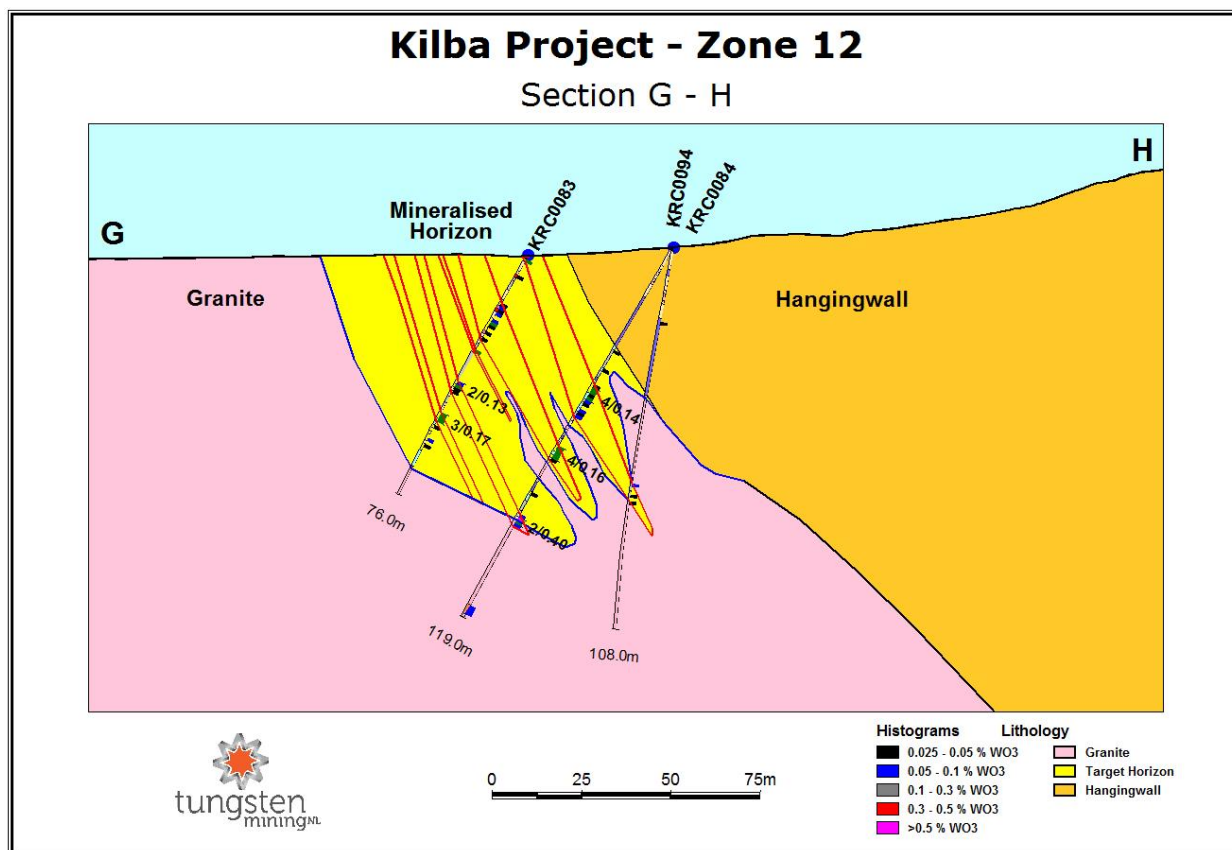 Kilba Project - Zone 12
Section G - H
G
H
Mineralised
Horizon
KRC0083
KRC0094
KRC0084
Granite
Hangingwall
2/0.13
3/0.17
4/0.14
4/0.16
2/0.40
76.0m
119.0m
108.0m
tungsten
miningNL
0 25 50 75m
Histograms Lithology
0.025 - 0.05 % WO3 Granite
0.05 - 0.1 % WO3 Target Horizon
0.1 - 0.3 % WO3 Hangingwall
0.3 - 0.5 % WO3
>0.5 % WO3